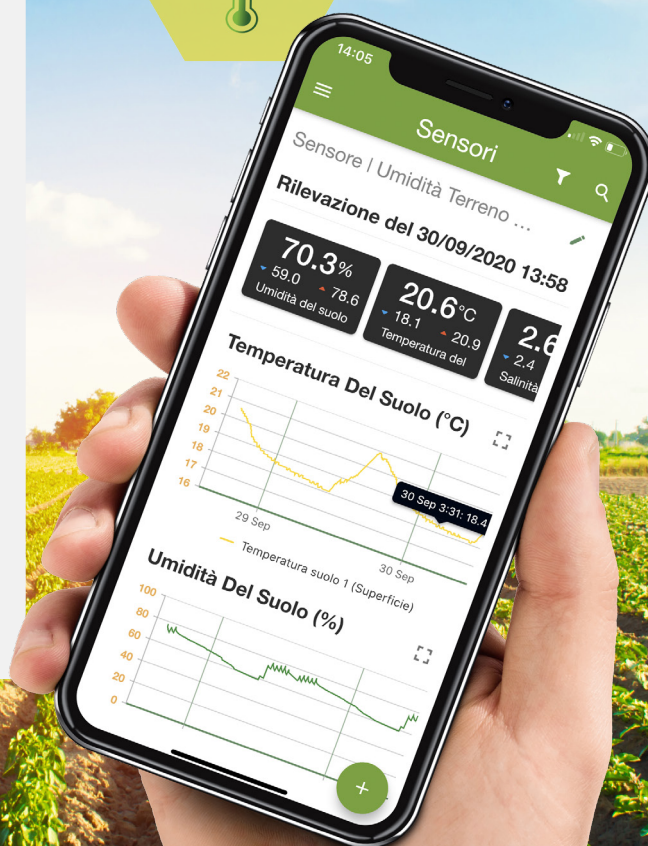 14:05
Sensori
Sensore | Umidità Terreno ...
Rilevazione del 30/09/2020 13:58
70.3%
59.0 78.6
Umidità del suolo
20.6°C
18.1 20.9
Temperatura del
2.6
2.4
Salinità
Temperatura Del Suolo (°C)
22
21
20
19
18
17
16
30 Sep 3:31: 18.4
29 Sep
30 Sep
Temperatura suolo 1 (Superficie)
Umidità Del Suolo (%)
100
80
60
40
20
0
+